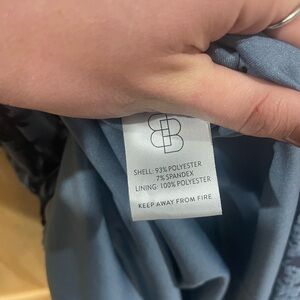 SHELL: 93% POLYESTER
7% SPANDEX
LINING: 100% POLYESTER
KEEP AWAY FROM FIRE